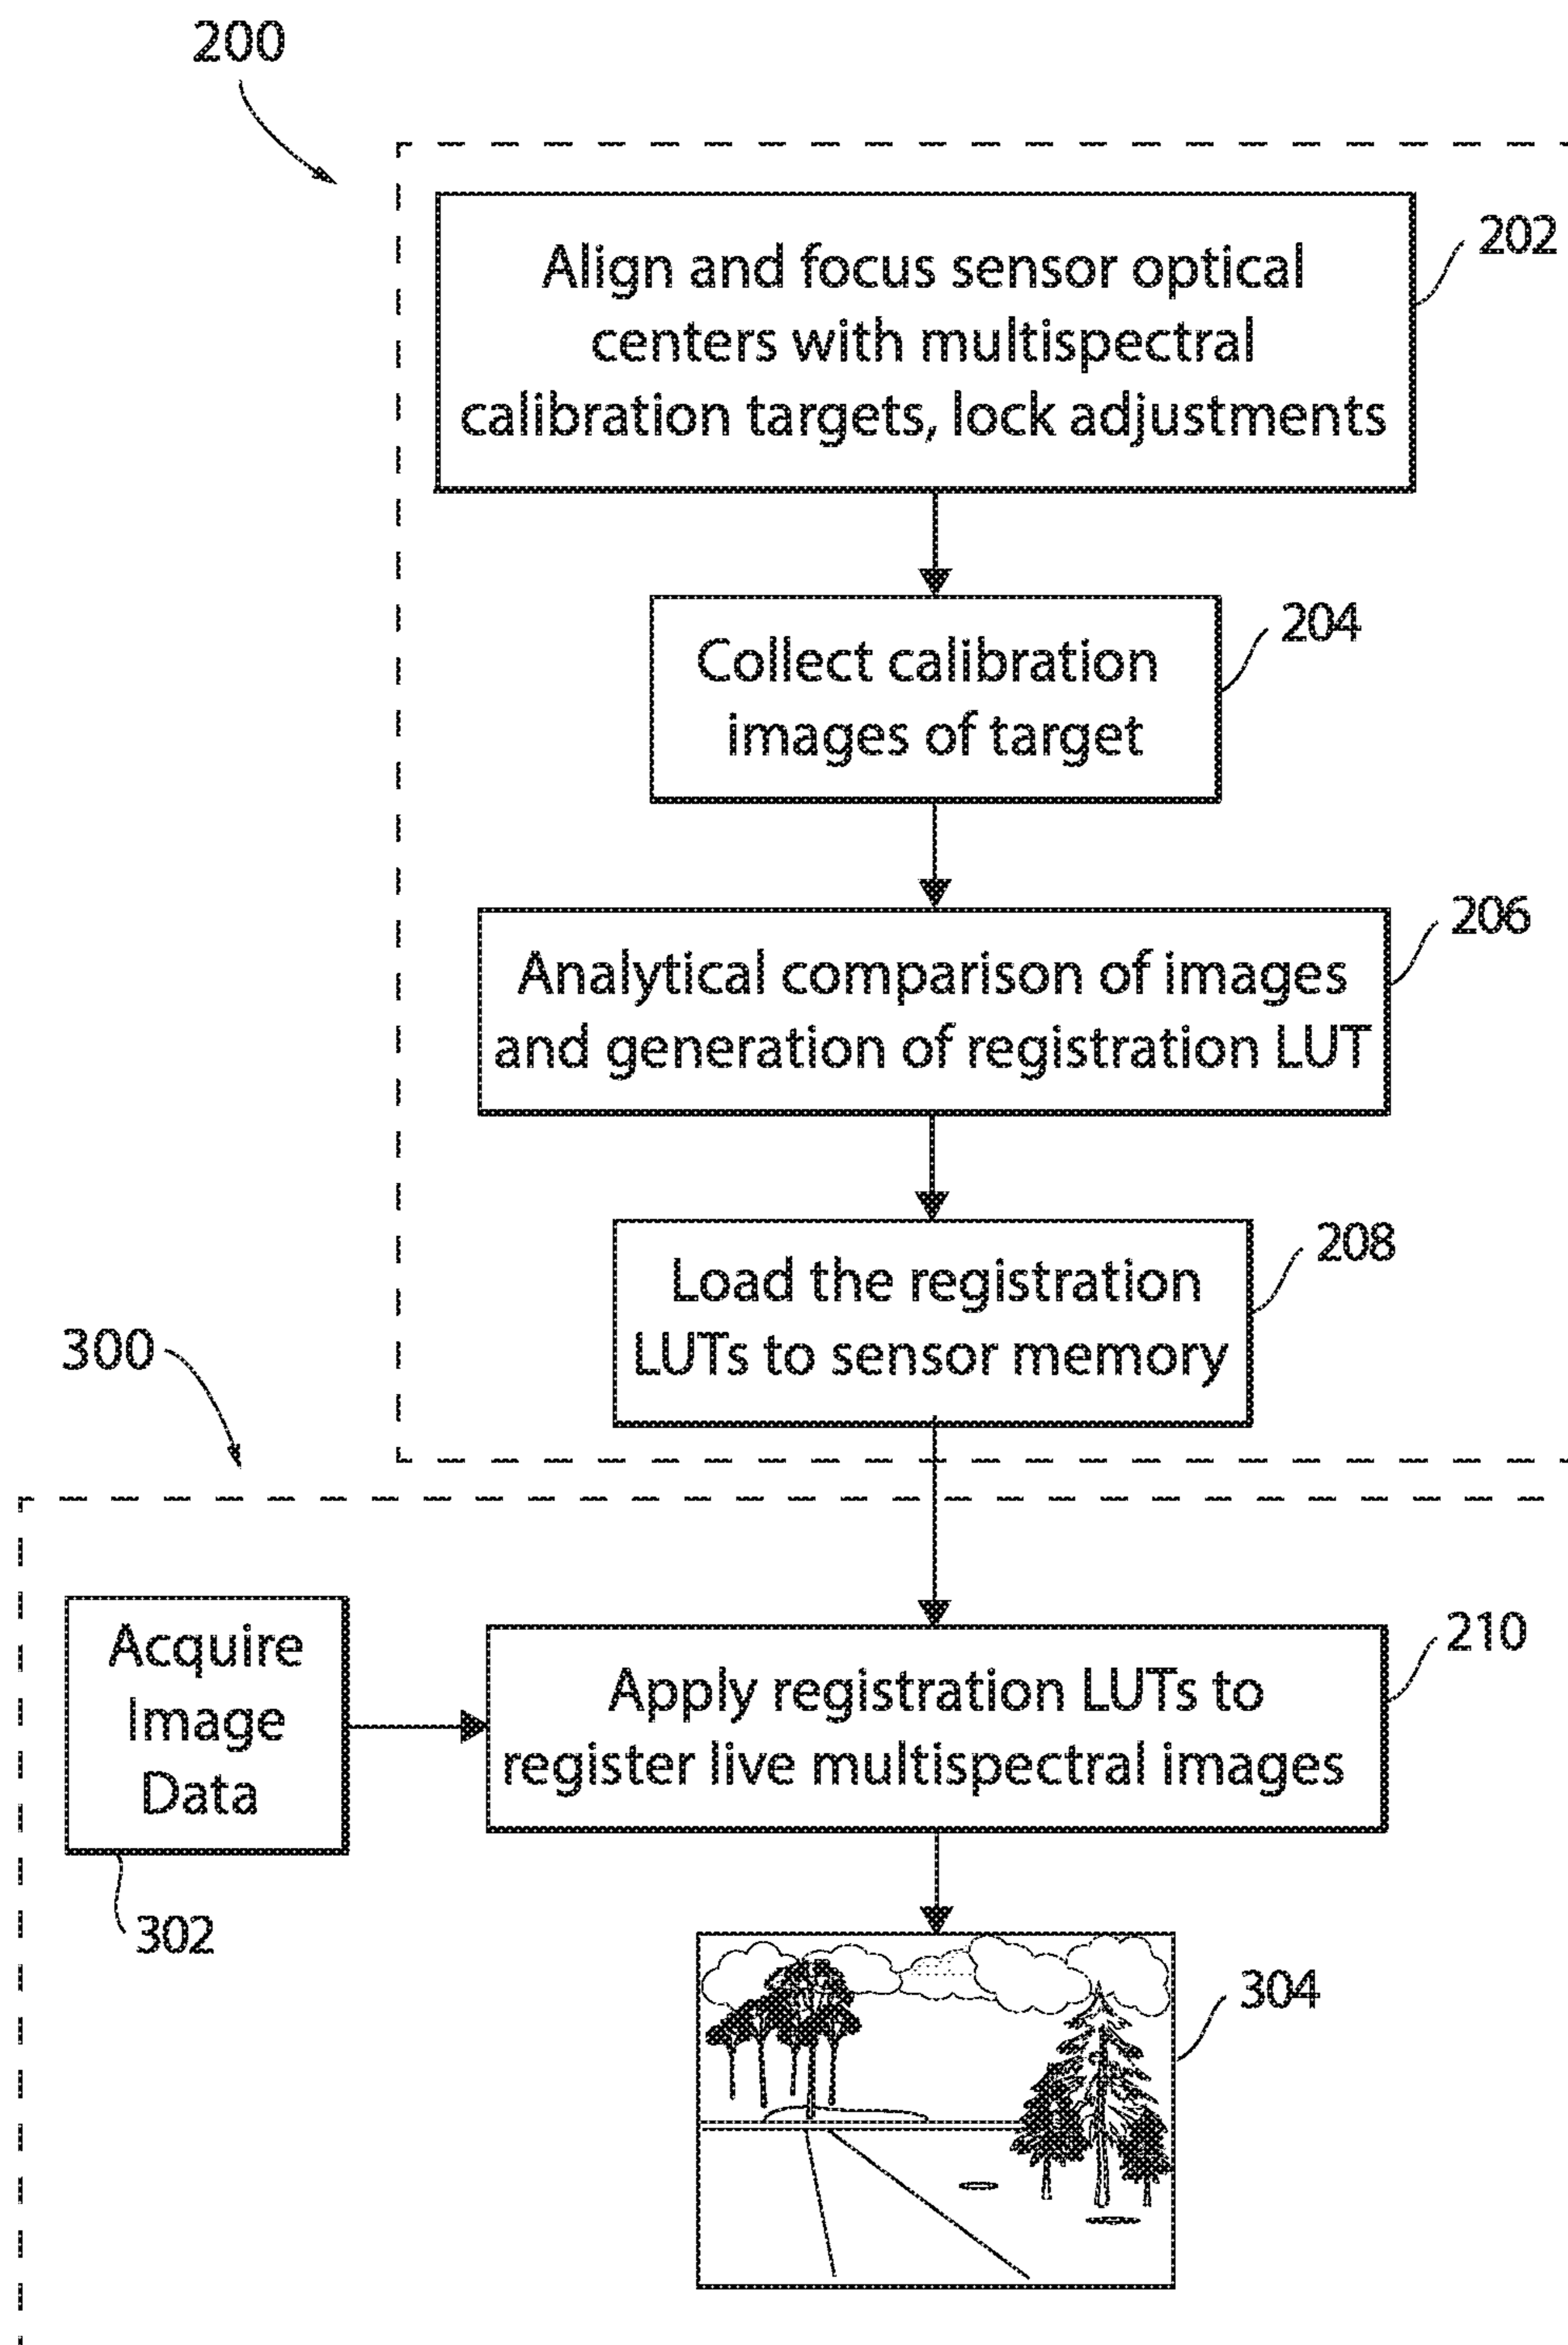 200
Align and focus sensor optical
centers with multispectral
calibration targets, lock adjustments
202
Collect calibration
images of target
204
Analytical comparison of images
and generation of registration LUT
206
Load the registration
LUTs to sensor memory
208
300
Acquire
Image
Data
302
Apply registration LUTs to
register live multispectral images
210
304